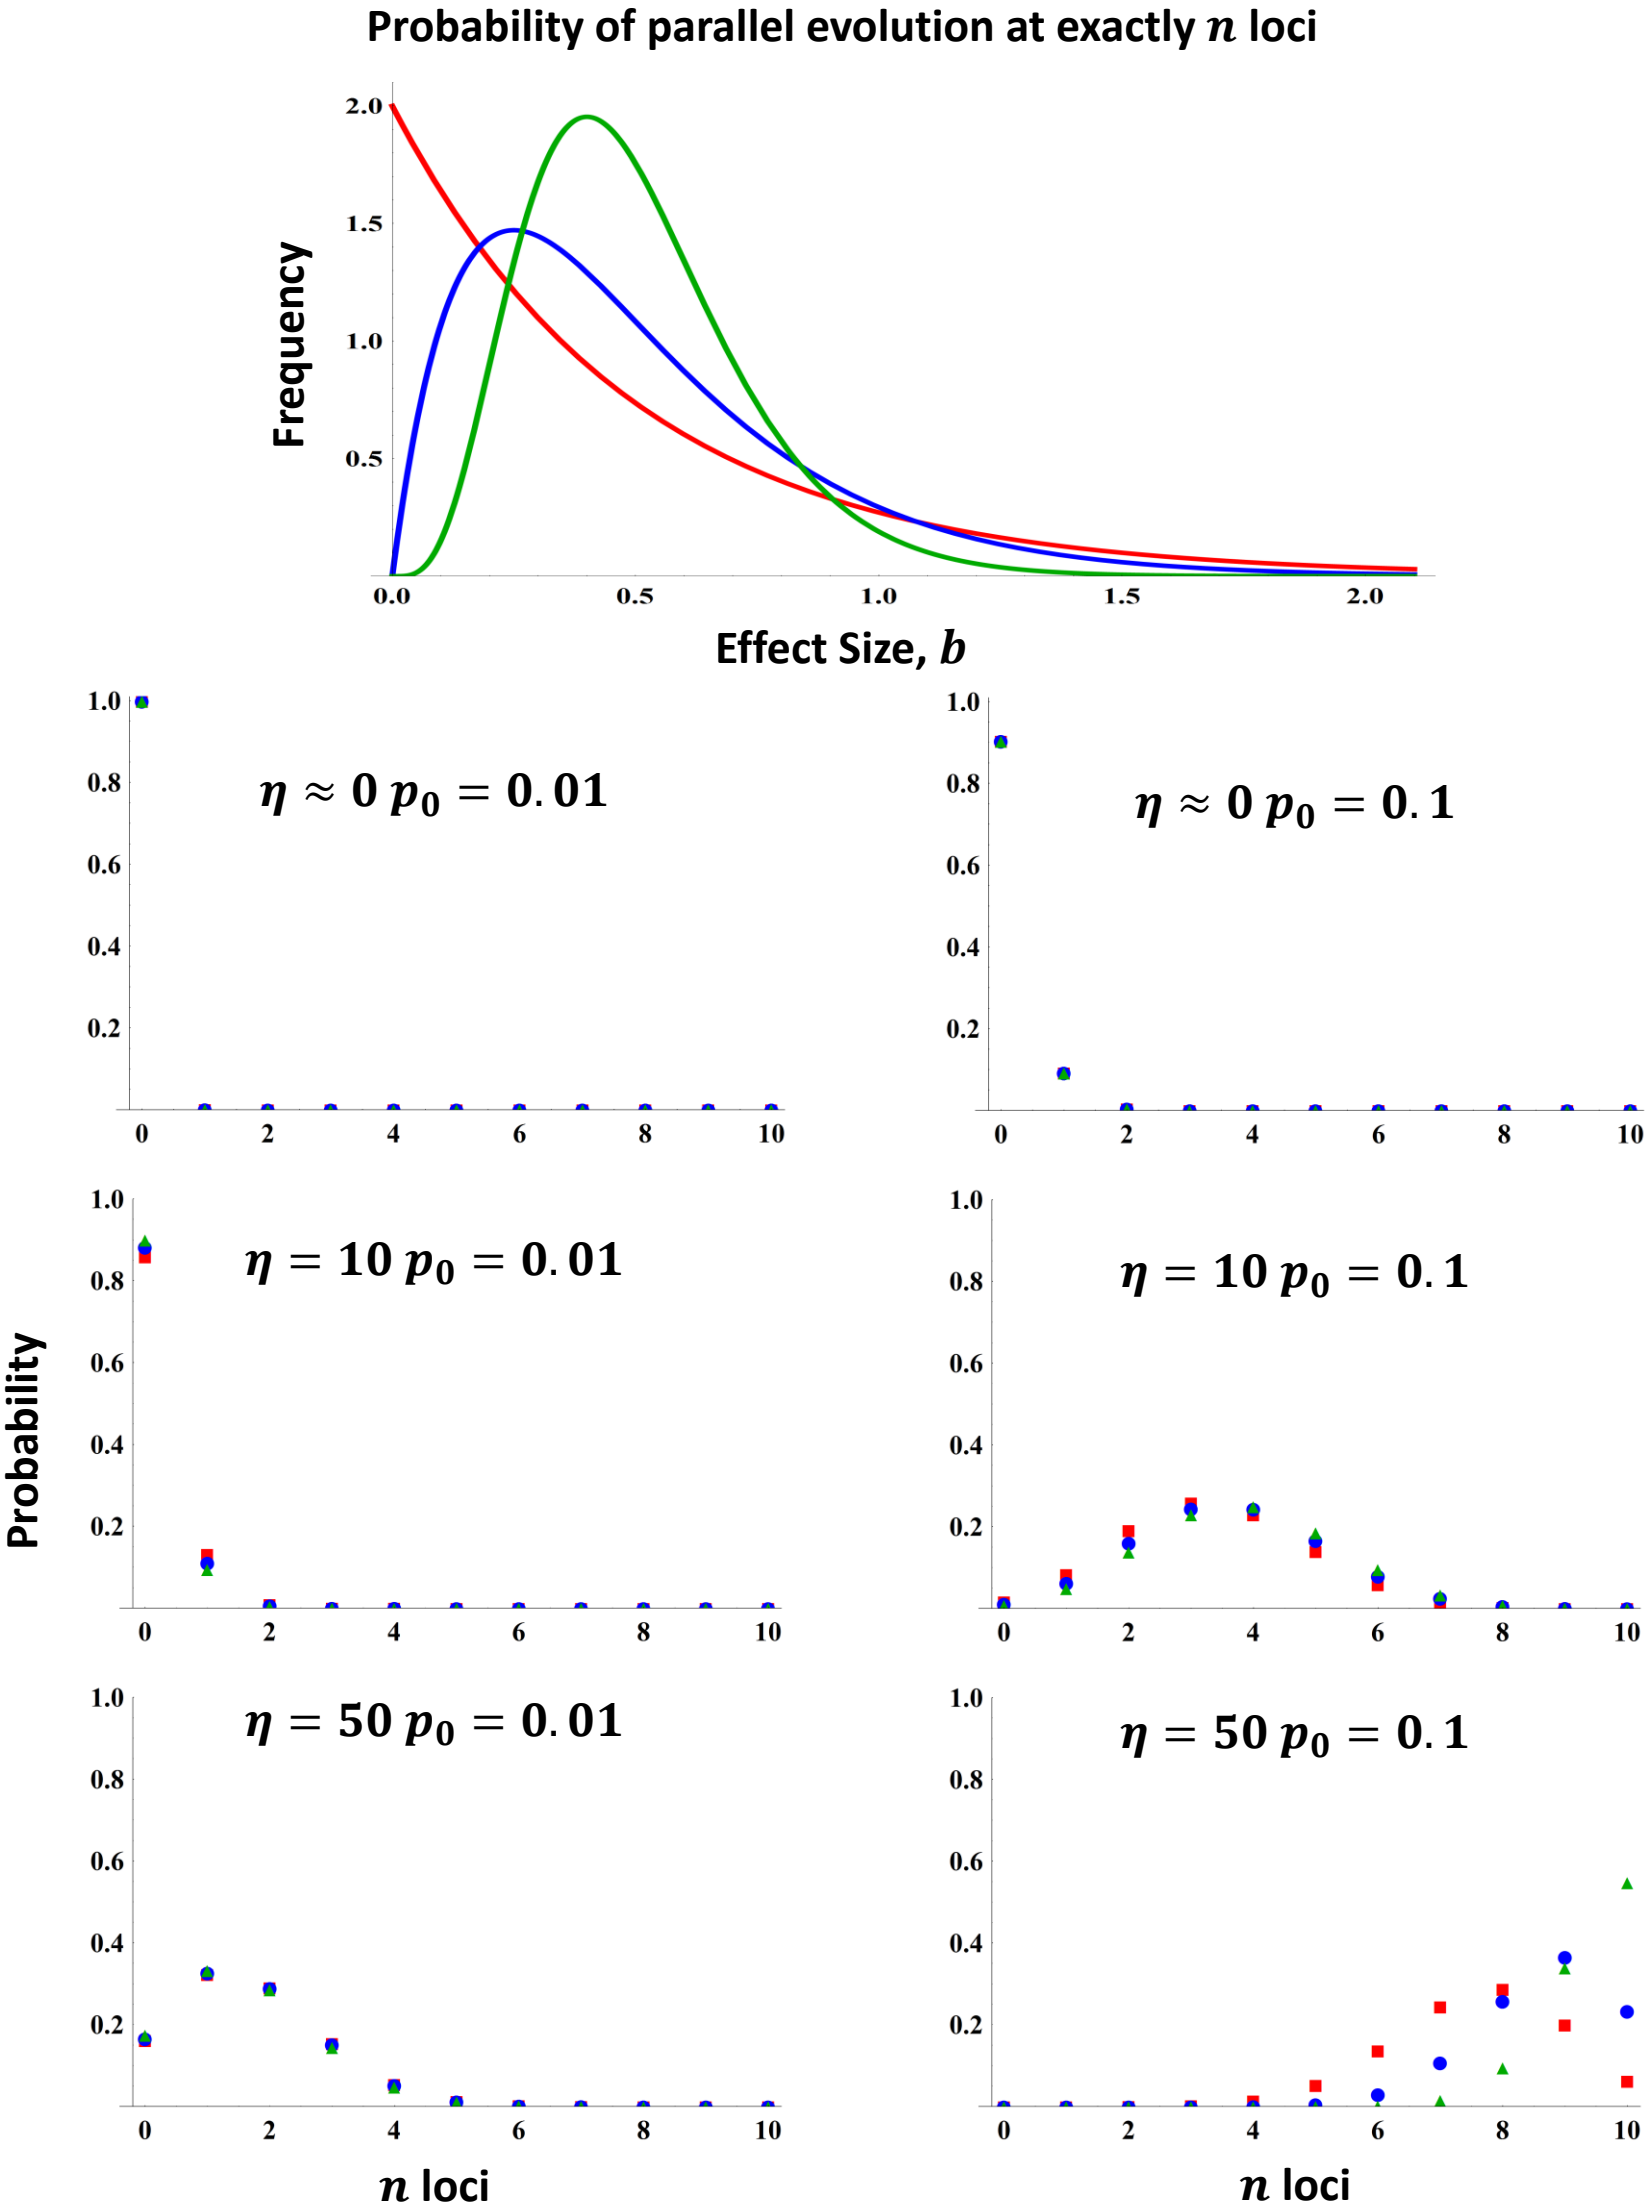 Probability of parallel evolution at exactly n loci
2.0
1.5
1.0
0.5
Frequency
0.0 0.5 1.0 1.5 2.0
Effect Size, b
1.0
0.8
0.6
0.4
0.2
η ≈ 0 p₀ = 0.01
0 2 4 6 8 10
1.0
0.8
0.6
0.4
0.2
η ≈ 0 p₀ = 0.1
0 2 4 6 8 10
Probability
1.0
0.8
0.6
0.4
0.2
η = 10 p₀ = 0.01
0 2 4 6 8 10
1.0
0.8
0.6
0.4
0.2
η = 10 p₀ = 0.1
0 2 4 6 8 10
1.0
0.8
0.6
0.4
0.2
η = 50 p₀ = 0.01
0 2 4 6 8 10
n loci
1.0
0.8
0.6
0.4
0.2
η = 50 p₀ = 0.1
0 2 4 6 8 10
n loci